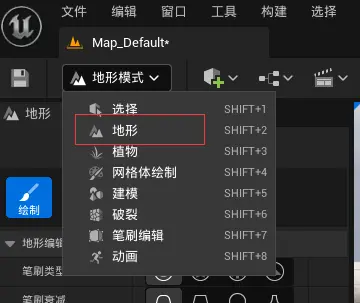 文件 编辑 窗口 工具 构建 选择
Map_Default*
地形模式
选择 SHIFT+1
地形
地形 SHIFT+2
植物 SHIFT+3
网格体绘制 SHIFT+4
建模 SHIFT+5
绘制
破裂 SHIFT+6
笔刷编辑 SHIFT+7
地形编辑
动画 SHIFT+8
笔刷类型
笔刷衰减